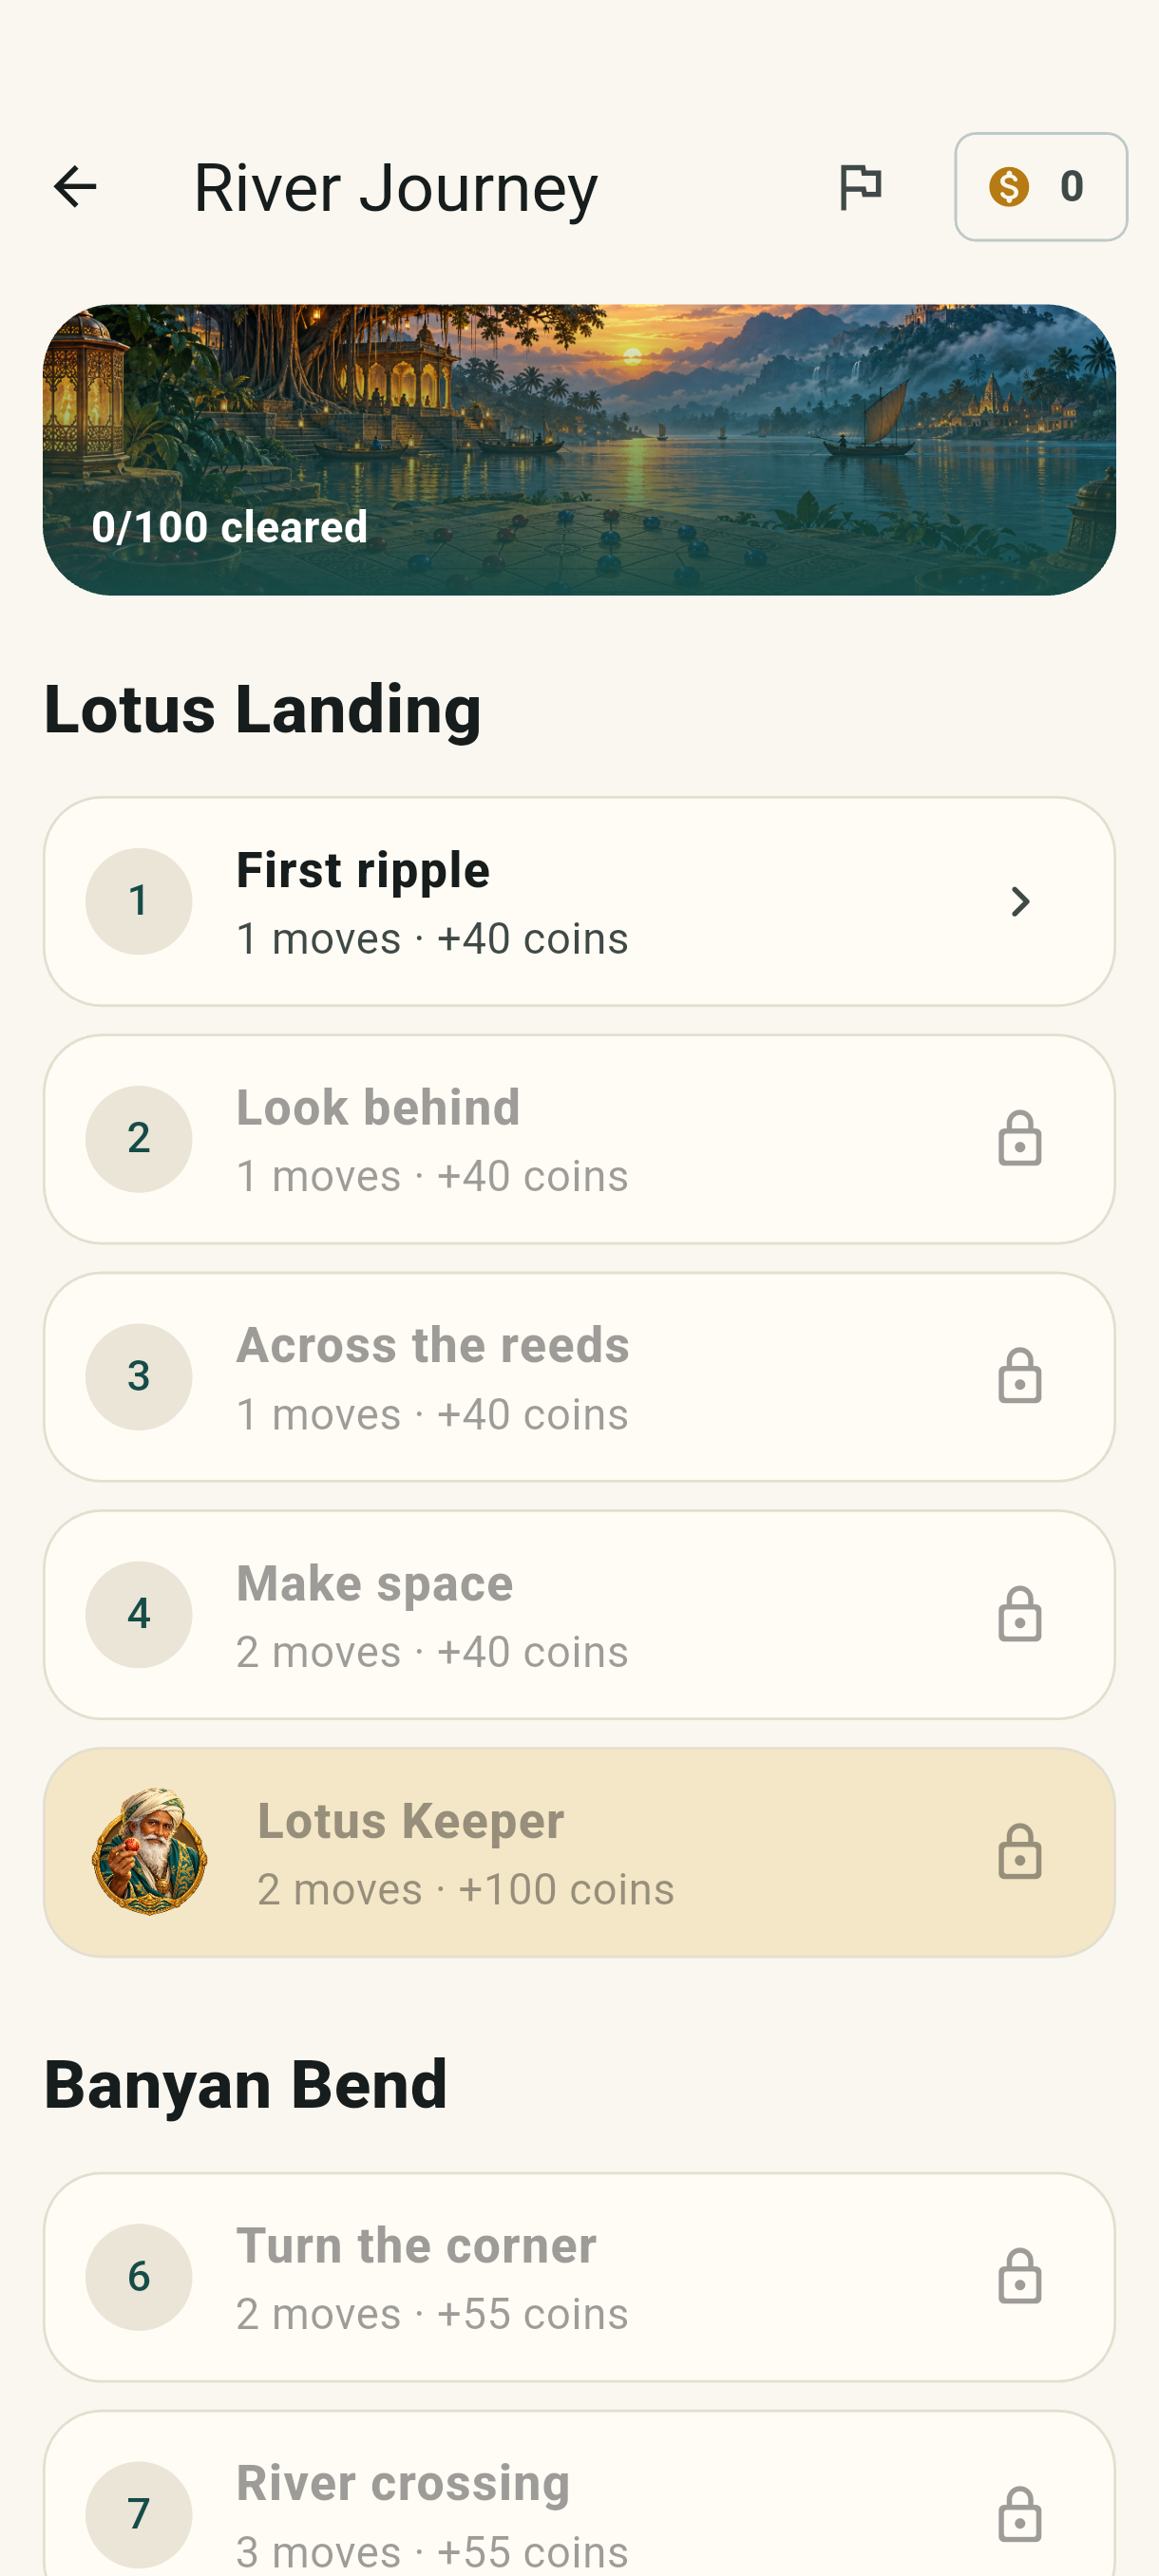 River Journey
0
0/100 cleared
Lotus Landing
1
First ripple
1 moves · +40 coins
2
Look behind
1 moves · +40 coins
3
Across the reeds
1 moves · +40 coins
4
Make space
2 moves · +40 coins
Lotus Keeper
2 moves · +100 coins
Banyan Bend
6
Turn the corner
2 moves · +55 coins
7
River crossing
3 moves · +55 coins